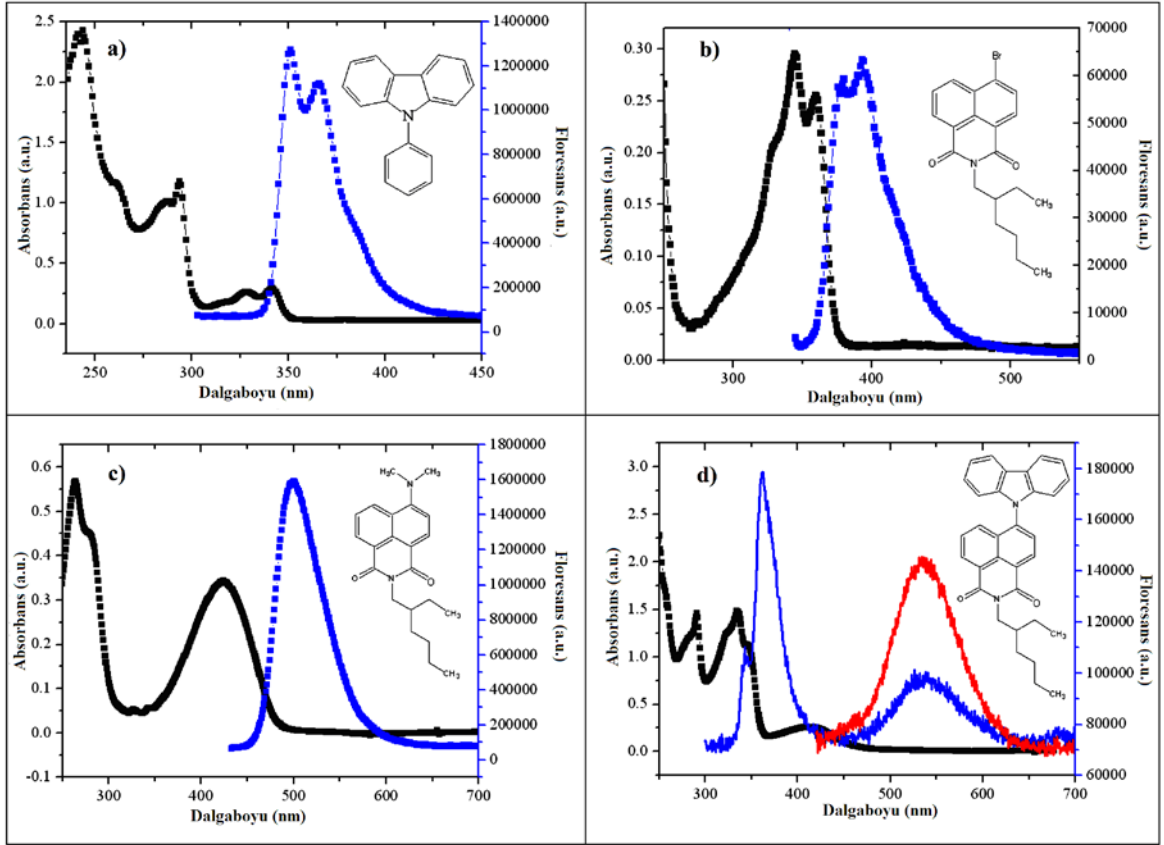 a)
Absorbans (a.u.)
2.5
2.0
1.5
1.0
0.5
0.0
N
1400000
1200000
1000000
800000
600000
400000
200000
0
Floresans (a.u.)
250 300 350 400 450
Dalgaboyu (nm)
b)
Absorbans (a.u.)
0.30
0.25
0.20
0.15
0.10
0.05
0.00
Br
O N O
CH3
CH3
70000
60000
50000
40000
30000
20000
10000
0
Floresans (a.u.)
300 400 500
Dalgaboyu (nm)
c)
Absorbans (a.u.)
0.6
0.5
0.4
0.3
0.2
0.1
0.0
-0.1
H3C CH3
N
O N O
CH3
CH3
1800000
1600000
1400000
1200000
1000000
800000
600000
400000
200000
0
Floresans (a.u.)
300 400 500 600 700
Dalgaboyu (nm)
d)
Absorbans (a.u.)
3.0
2.5
2.0
1.5
1.0
0.5
0.0
N
O N O
CH3
CH3
180000
160000
140000
120000
100000
80000
60000
Floresans (a.u.)
300 400 500 600 700
Dalgaboyu (nm)